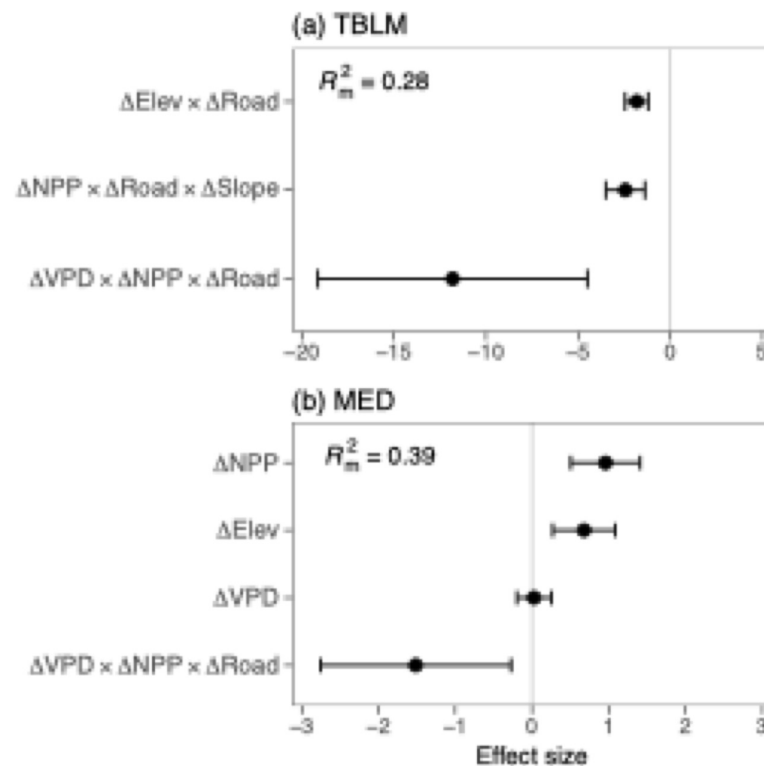 (a) TBLM
R²m = 0.28
ΔElev × ΔRoad
ΔNPP × ΔRoad × ΔSlope
ΔVPD × ΔNPP × ΔRoad
−20 −15 −10 −5 0 5
(b) MED
R²m = 0.39
ΔNPP
ΔElev
ΔVPD
ΔVPD × ΔNPP × ΔRoad
−3 −2 −1 0 1 2 3
Effect size